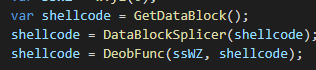 var shellcode = GetDataBlock();
shellcode = DataBlockSplicer(shellcode);
shellcode = DeobFunc(ssWZ, shellcode);